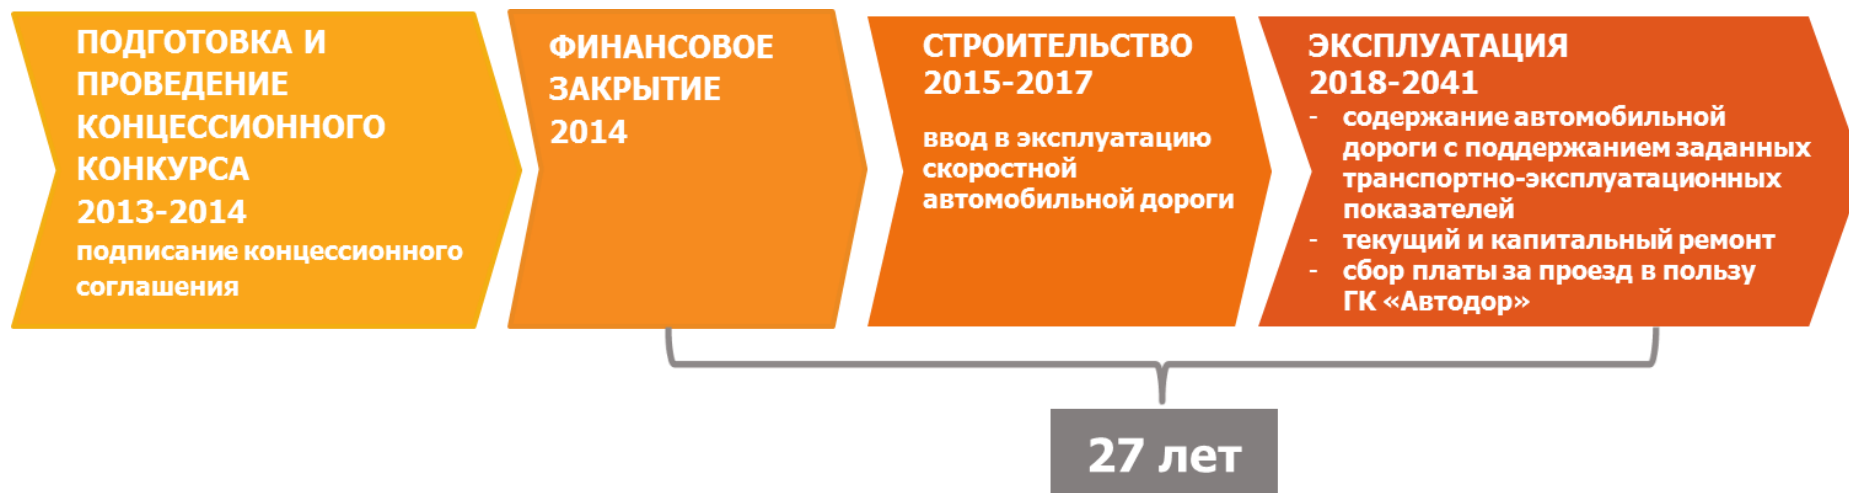 ПОДГОТОВКА И
ПРОВЕДЕНИЕ
КОНЦЕССИОННОГО
КОНКУРСА
2013-2014
подписание концессионного
соглашения
ФИНАНСОВОЕ
ЗАКРЫТИЕ
2014
СТРОИТЕЛЬСТВО
2015-2017
ввод в эксплуатацию
скоростной
автомобильной дороги
ЭКСПЛУАТАЦИЯ
2018-2041
- содержание автомобильной
дороги с поддержанием заданных
транспортно-эксплуатационных
показателей
- текущий и капитальный ремонт
- сбор платы за проезд в пользу
ГК «Автодор»
27 лет